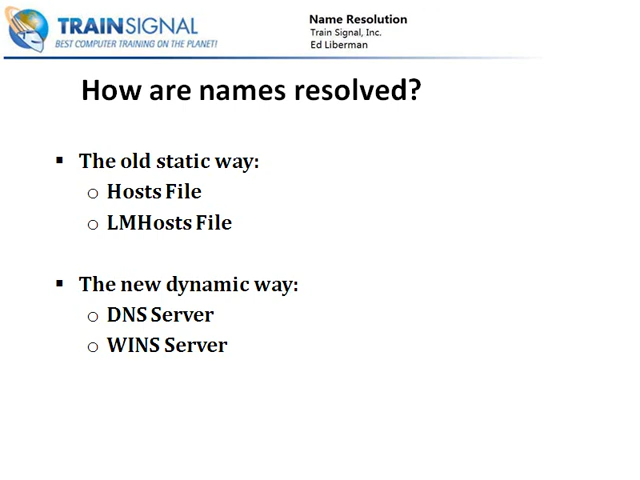 TRAINSIGNAL
BEST COMPUTER TRAINING ON THE PLANET!
Name Resolution
Train Signal, Inc.
Ed Liberman
How are names resolved?
▪ The old static way:
o Hosts File
o LMHosts File
▪ The new dynamic way:
o DNS Server
o WINS Server